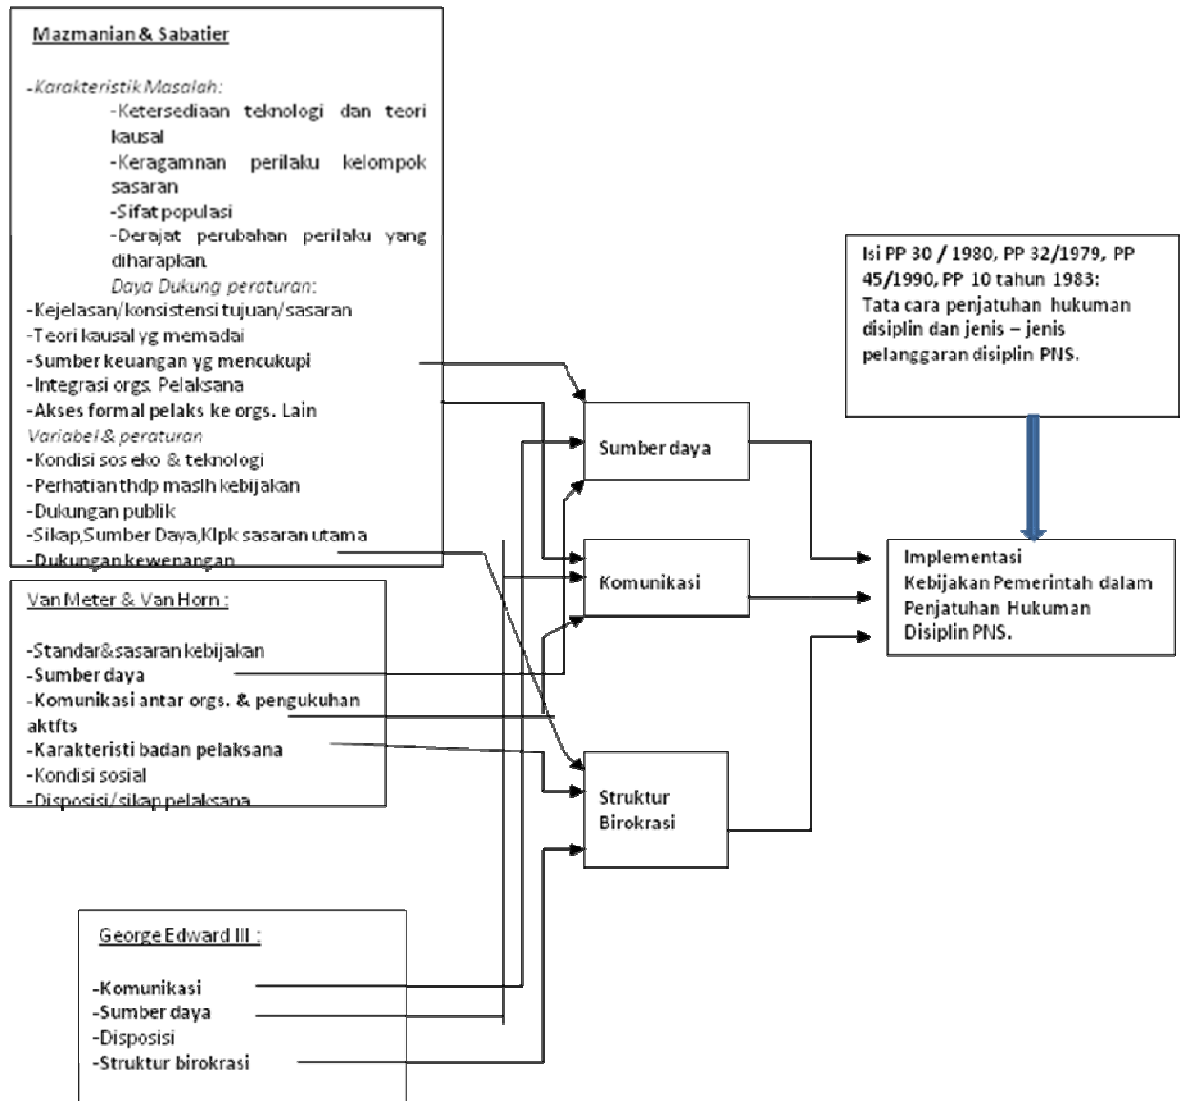 Mazmanian & Sabatier
-Karakteristik Masalah:
-Ketersediaan teknologi dan teori
kausal
-Keragamnan perilaku kelompok
sasaran
-Sifat populasi
-Derajat perubahan perilaku yang
diharapkan.
Daya Dukung peraturan:
-Kejelasan/konsistensi tujuan/sasaran
-Teori kausal yg memadai
-Sumber keuangan yg mencukupi
-Integrasi orgs. Pelaksana
-Akses formal pelaks ke orgs. Lain
Variabel & peraturan
-Kondisi sos eko & teknologi
-Perhatian thdp maslh kebijakan
-Dukungan publik
-Sikap,Sumber Daya,Klpk sasaran utama
-Dukungan kewenangan
Van Meter & Van Horn :
-Standar&sasaran kebijakan
-Sumber daya
-Komunikasi antar orgs. & pengukuhan
aktfts
-Karakteristi badan pelaksana
-Kondisi sosial
-Disposisi/sikap pelaksana
George Edward III :
-Komunikasi
-Sumber daya
-Disposisi
-Struktur birokrasi
Sumber daya
Komunikasi
Struktur
Birokrasi
Isi PP 30 / 1980, PP 32/1979, PP
45/1990, PP 10 tahun 1983:
Tata cara penjatuhan hukuman
disiplin dan jenis – jenis
pelanggaran disiplin PNS.
Implementasi
Kebijakan Pemerintah dalam
Penjatuhan Hukuman
Disiplin PNS.